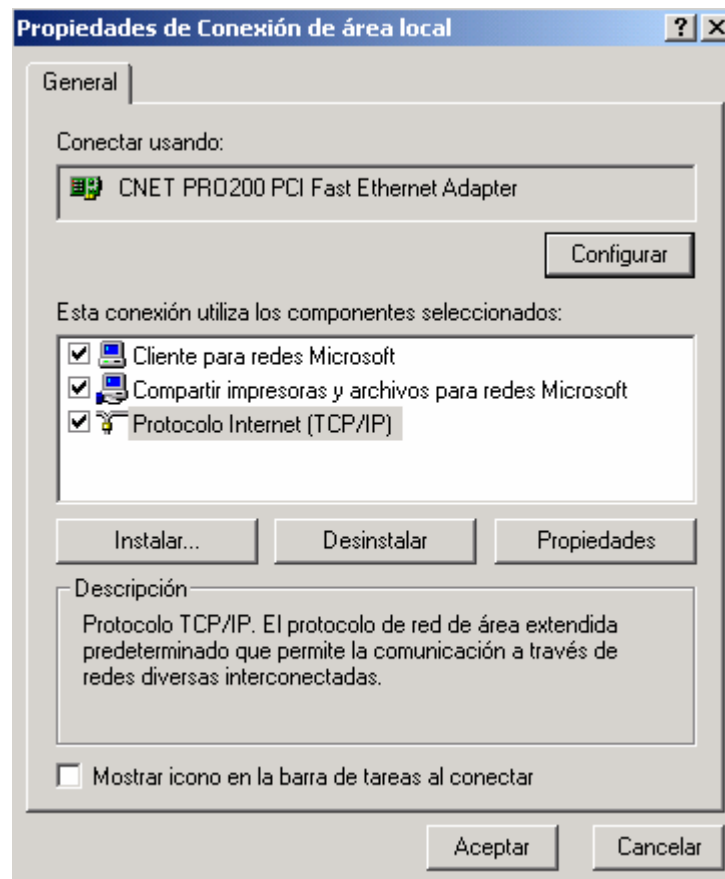 Propiedades de Conexión de área local
General
Conectar usando:
CNET PRO200 PCI Fast Ethernet Adapter
Configurar
Esta conexión utiliza los componentes seleccionados:
Cliente para redes Microsoft
Compartir impresoras y archivos para redes Microsoft
Protocolo Internet (TCP/IP)
Instalar... Desinstalar Propiedades
Descripción
Protocolo TCP/IP. El protocolo de red de área extendida
predeterminado que permite la comunicación a través de
redes diversas interconectadas.
Mostrar icono en la barra de tareas al conectar
Aceptar Cancelar